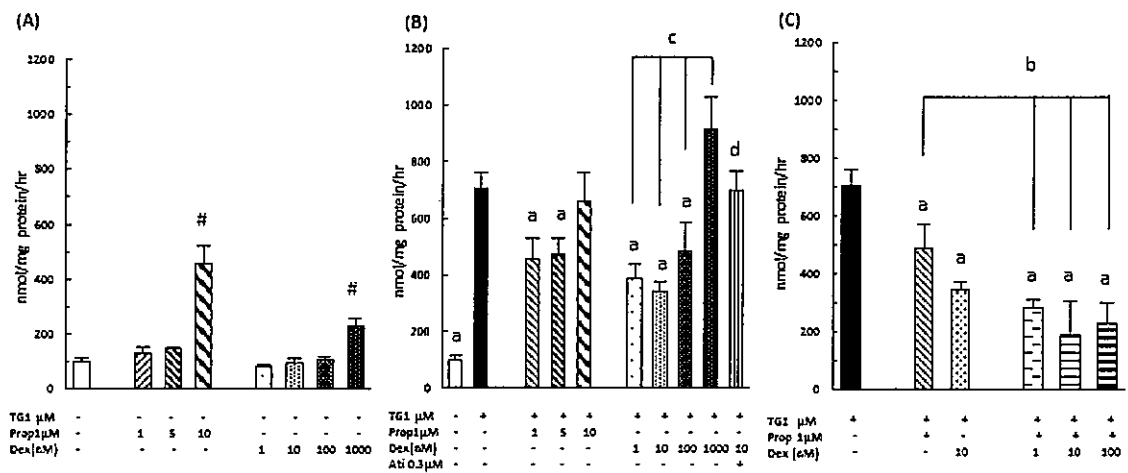 (A)
1200
1000
800
600
400
200
0
nmol/mg protein/hr
#
#
TG1 μM - - - - - - - -
Prop1μM - 1 5 10 - - - -
Dex(nM) - - - - 1 10 100 1000
(B)
1200
1000
800
600
400
200
0
nmol/mg protein/hr
c
d
a a a
a a
a
TG1 μM - + + + + + + + + +
Prop1μM - - 1 5 10 - - - - -
Dex(nM) - - - - - 1 10 100 1000 10
Ati 0.3μM - - - - - - - - - +
(C)
1200
1000
800
600
400
200
0
nmol/mg protein/hr
b
a
a a a a
TG1 μM + + + + + +
Prop 1μM - + - + + +
Dex (nM) - - 10 1 10 100